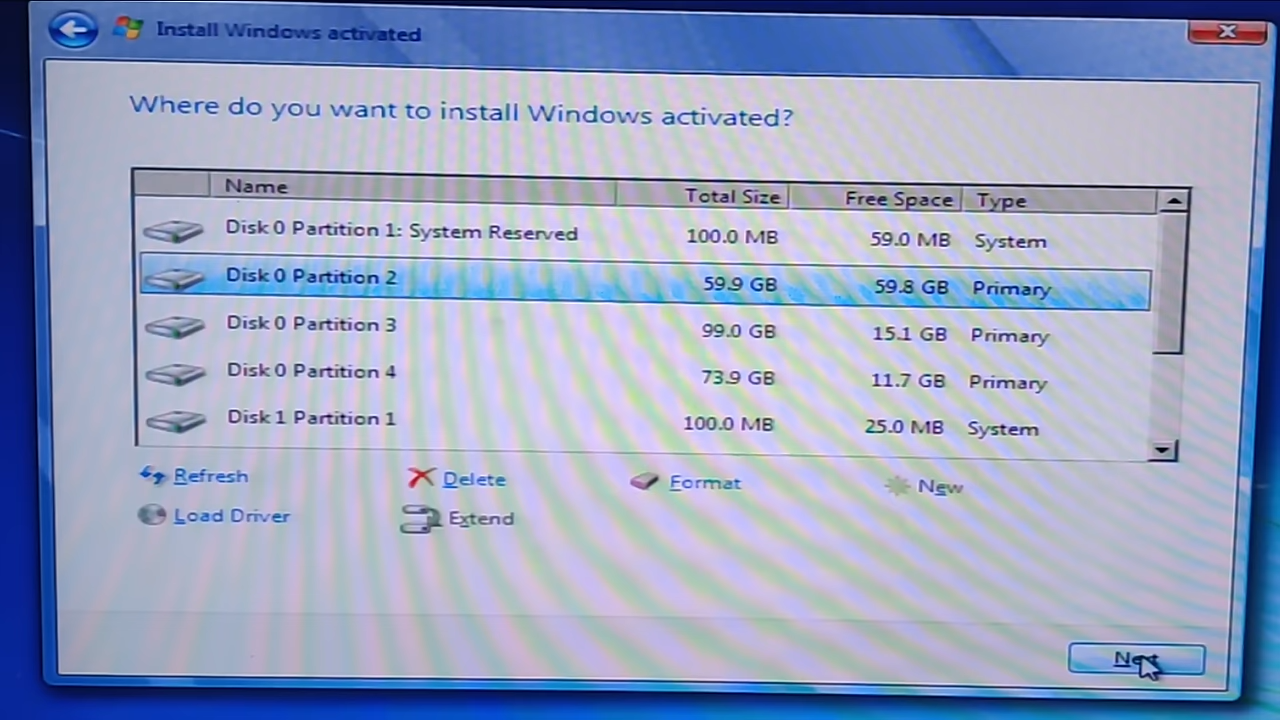 Install Windows activated
Where do you want to install Windows activated?
Name Total Size Free Space Type
Disk 0 Partition 1: System Reserved 100.0 MB 59.0 MB System
Disk 0 Partition 2 59.9 GB 59.8 GB Primary
Disk 0 Partition 3 99.0 GB 15.1 GB Primary
Disk 0 Partition 4 73.9 GB 11.7 GB Primary
Disk 1 Partition 1 100.0 MB 25.0 MB System
Refresh Delete Format New
Load Driver Extend
Next